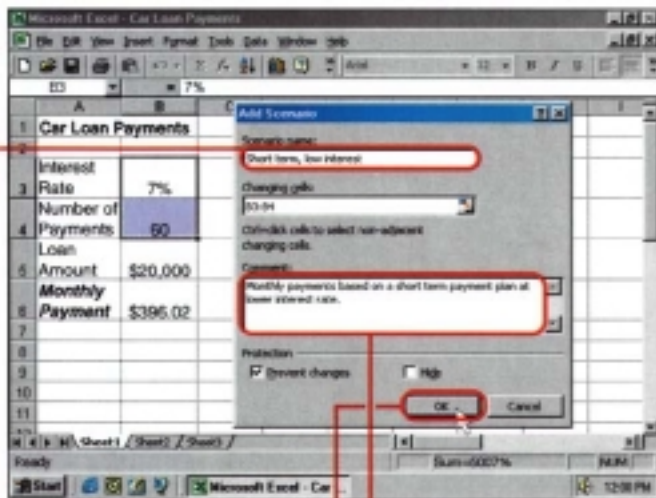 Microsoft Excel - Car Loan Payments
File Edit View Insert Format Tools Data Window Help
Arial 12 B I U
B3 = 7%
A B C I
1 Car Loan Payments
2
Interest
3 Rate 7%
Number of
4 Payments 60
Loan
5 Amount $20,000
Monthly
6 Payment $396.02
7
8
9
10
11
Add Scenario
Scenario name:
Short term, low interest
Changing cells:
B3:B4
Ctrl+click cells to select non-adjacent
changing cells.
Comment:
Monthly payments based on a short term payment plan at
lower interest rate.
Protection
Prevent changes Hide
OK Cancel
Sheet1 / Sheet2 / Sheet3 /
Ready Sum=6007% NUM
Start Microsoft Excel - Car ... 12:00 PM